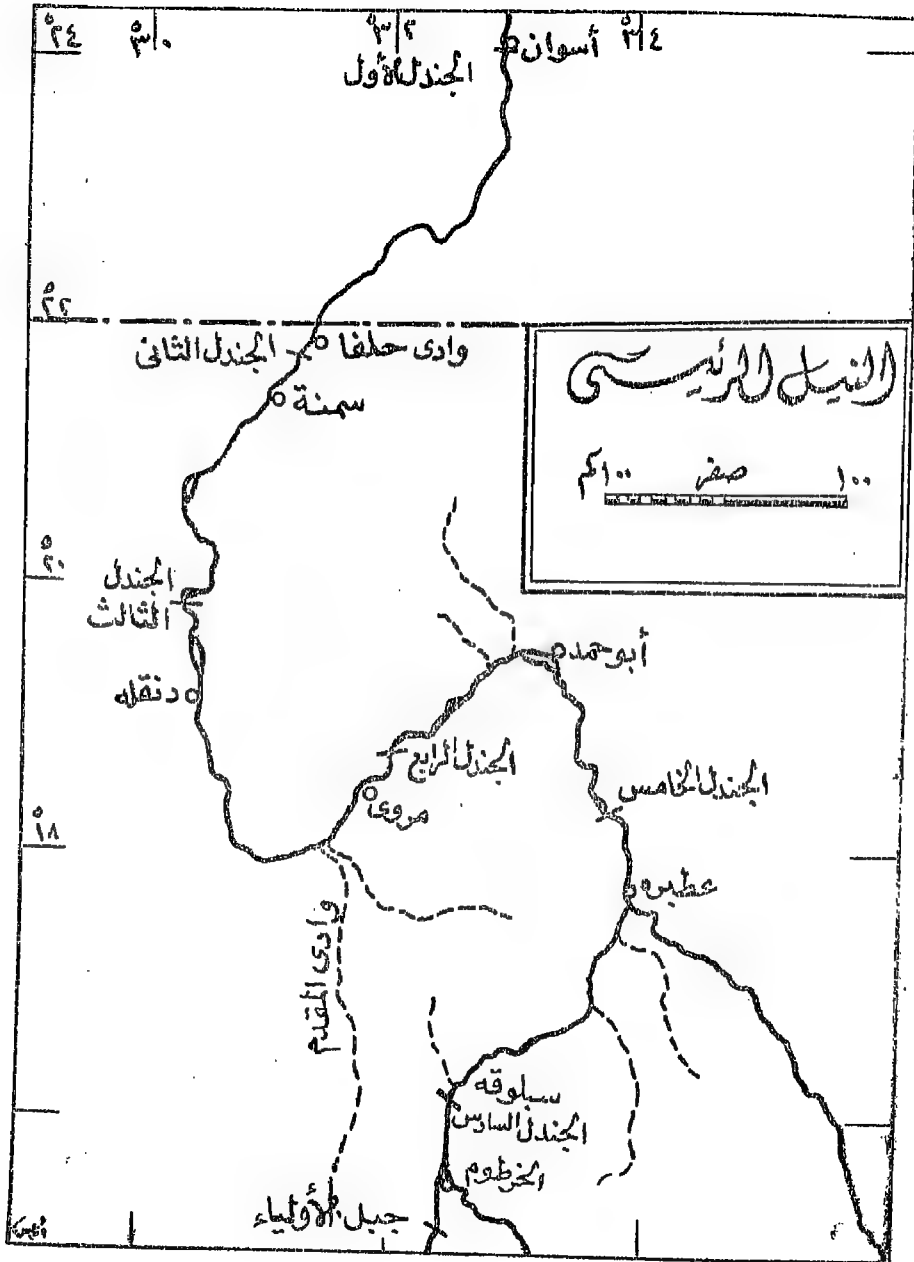 ٢٤° ٣٠° ٣٢° ٣٤°
أسوان
الجندل الأول
٢٢°
وادى حلفا
الجندل الثانى
سمنة
النيل الرئيسى
١٠٠ صفر ١٠٠ كم
٢٠°
الجندل
الثالث
أبو حمد
دنقله
الجندل الرابع
الجندل الخامس
مروى
١٨°
عطبره
وادى المقدم
سبلوقه
الجندل السادس
الخرطوم
جبل الأولياء